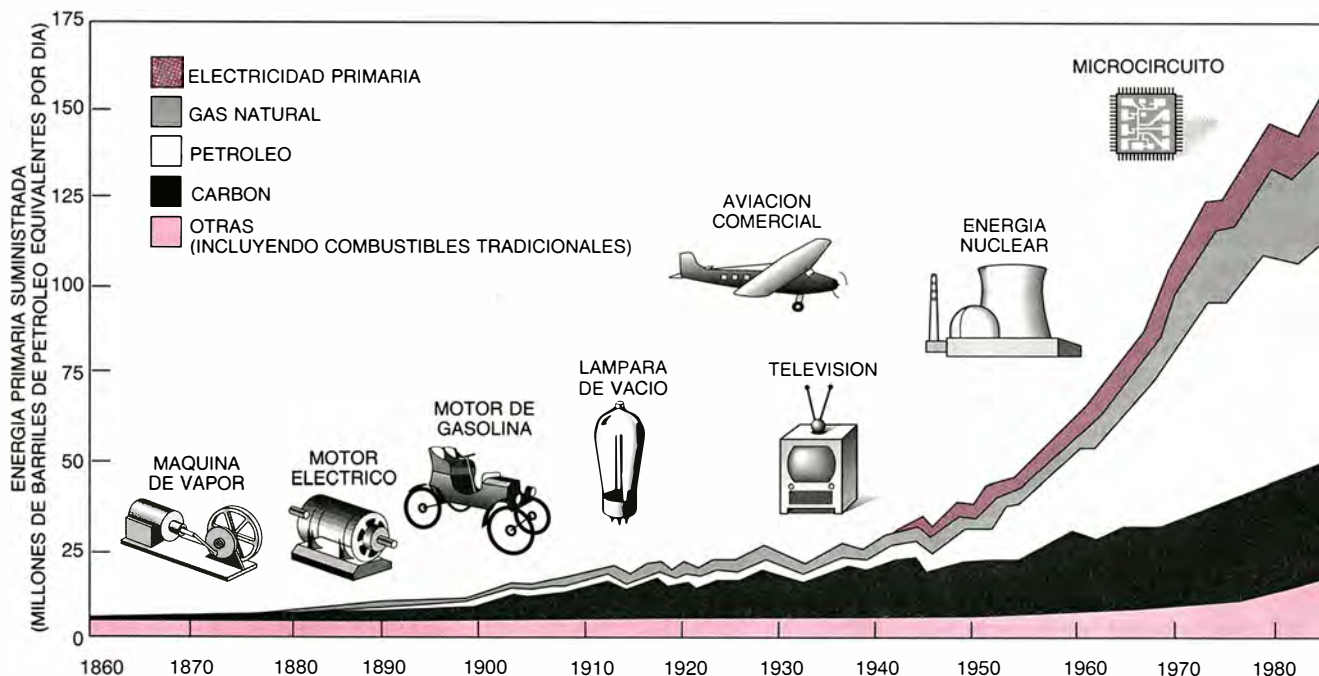 ENERGIA PRIMARIA SUMINISTRADA
(MILLONES DE BARRILES DE PETROLEO EQUIVALENTES POR DIA)
175
150
125
100
75
50
25
0
ELECTRICIDAD PRIMARIA
GAS NATURAL
PETROLEO
CARBON
OTRAS
(INCLUYENDO COMBUSTIBLES TRADICIONALES)
MAQUINA
DE VAPOR
MOTOR
ELECTRICO
MOTOR DE
GASOLINA
LAMPARA
DE VACIO
AVIACION
COMERCIAL
TELEVISION
ENERGIA
NUCLEAR
MICROCIRCUITO
1860 1870 1880 1890 1900 1910 1920 1930 1940 1950 1960 1970 1980